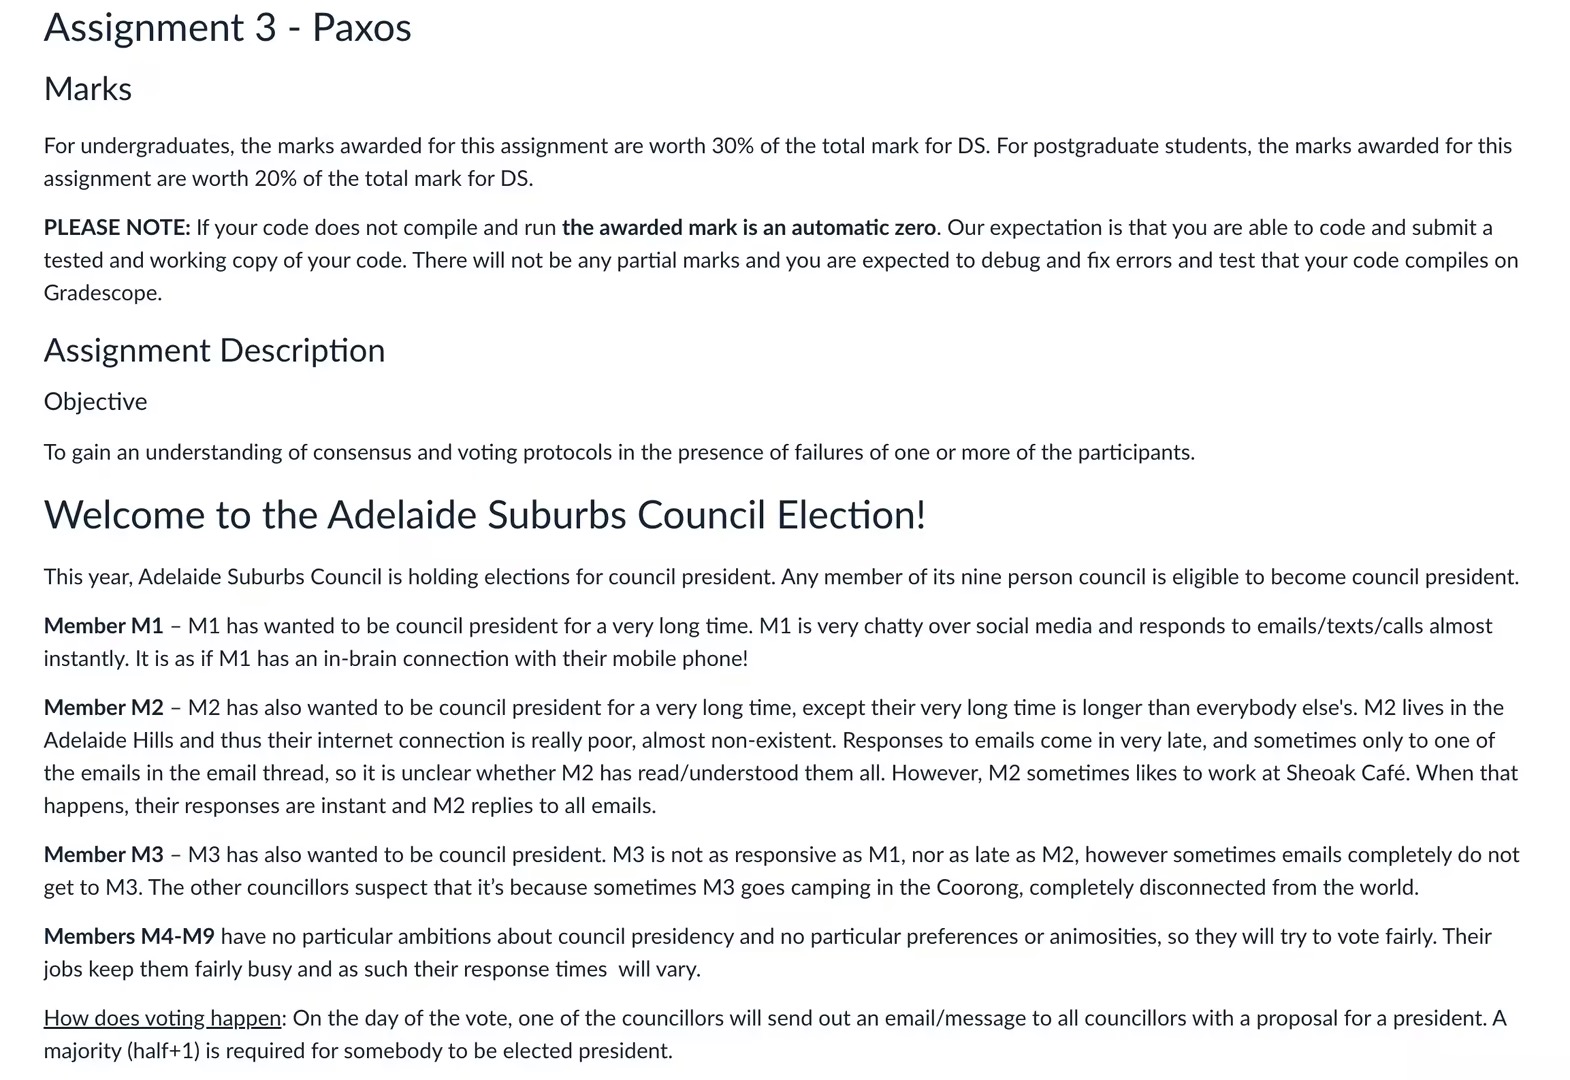 Assignment 3 - Paxos
Marks
For undergraduates, the marks awarded for this assignment are worth 30% of the total mark for DS. For postgraduate students, the marks awarded for this
assignment are worth 20% of the total mark for DS.
PLEASE NOTE: If your code does not compile and run the awarded mark is an automatic zero. Our expectation is that you are able to code and submit a
tested and working copy of your code. There will not be any partial marks and you are expected to debug and fix errors and test that your code compiles on
Gradescope.
Assignment Description
Objective
To gain an understanding of consensus and voting protocols in the presence of failures of one or more of the participants.
Welcome to the Adelaide Suburbs Council Election!
This year, Adelaide Suburbs Council is holding elections for council president. Any member of its nine person council is eligible to become council president.
Member M1 – M1 has wanted to be council president for a very long time. M1 is very chatty over social media and responds to emails/texts/calls almost
instantly. It is as if M1 has an in-brain connection with their mobile phone!
Member M2 – M2 has also wanted to be council president for a very long time, except their very long time is longer than everybody else's. M2 lives in the
Adelaide Hills and thus their internet connection is really poor, almost non-existent. Responses to emails come in very late, and sometimes only to one of
the emails in the email thread, so it is unclear whether M2 has read/understood them all. However, M2 sometimes likes to work at Sheoak Café. When that
happens, their responses are instant and M2 replies to all emails.
Member M3 – M3 has also wanted to be council president. M3 is not as responsive as M1, nor as late as M2, however sometimes emails completely do not
get to M3. The other councillors suspect that it’s because sometimes M3 goes camping in the Coorong, completely disconnected from the world.
Members M4-M9 have no particular ambitions about council presidency and no particular preferences or animosities, so they will try to vote fairly. Their
jobs keep them fairly busy and as such their response times  will vary.
How does voting happen: On the day of the vote, one of the councillors will send out an email/message to all councillors with a proposal for a president. A
majority (half+1) is required for somebody to be elected president.